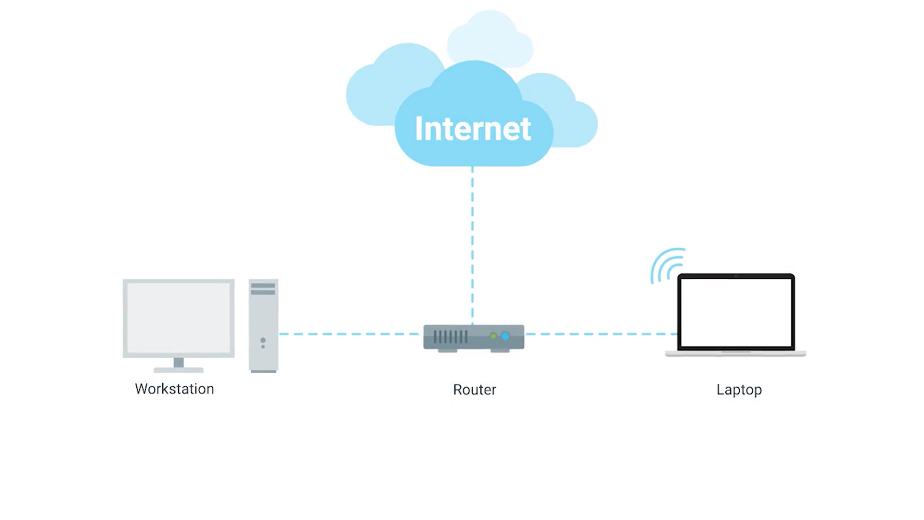 Internet
Workstation
Router
Laptop